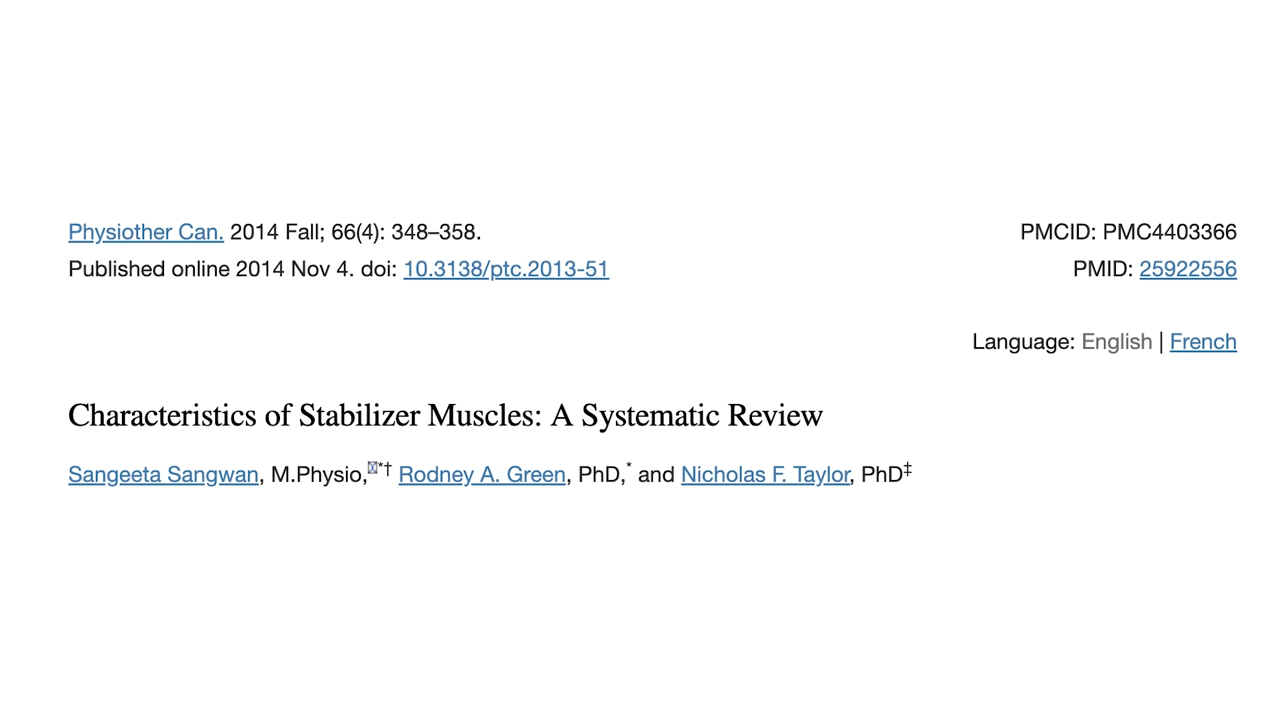 Physiother Can. 2014 Fall; 66(4): 348–358.
PMCID: PMC4403366
Published online 2014 Nov 4. doi: 10.3138/ptc.2013-51
PMID: 25922556
Language: English | French
Characteristics of Stabilizer Muscles: A Systematic Review
Sangeeta Sangwan, M.Physio,*† Rodney A. Green, PhD,* and Nicholas F. Taylor, PhD‡